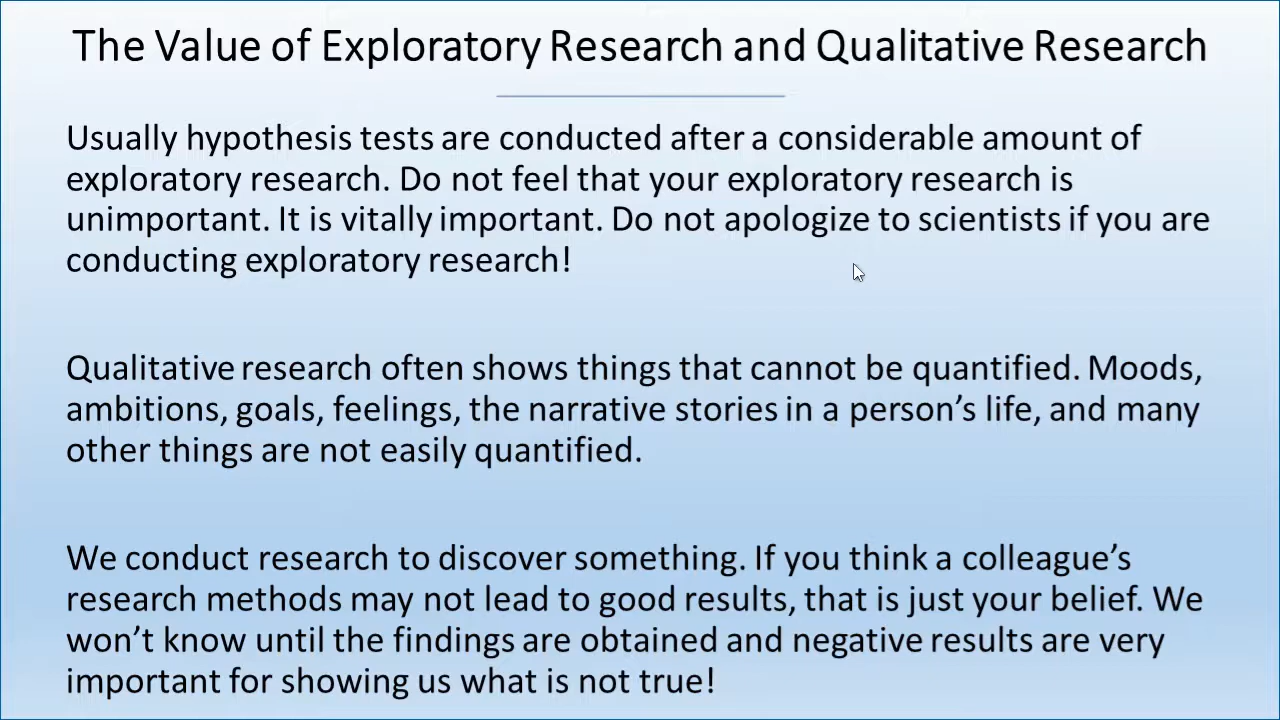 The Value of Exploratory Research and Qualitative Research
Usually hypothesis tests are conducted after a considerable amount of
exploratory research. Do not feel that your exploratory research is
unimportant. It is vitally important. Do not apologize to scientists if you are
conducting exploratory research!
Qualitative research often shows things that cannot be quantified. Moods,
ambitions, goals, feelings, the narrative stories in a person’s life, and many
other things are not easily quantified.
We conduct research to discover something. If you think a colleague’s
research methods may not lead to good results, that is just your belief. We
won’t know until the findings are obtained and negative results are very
important for showing us what is not true!